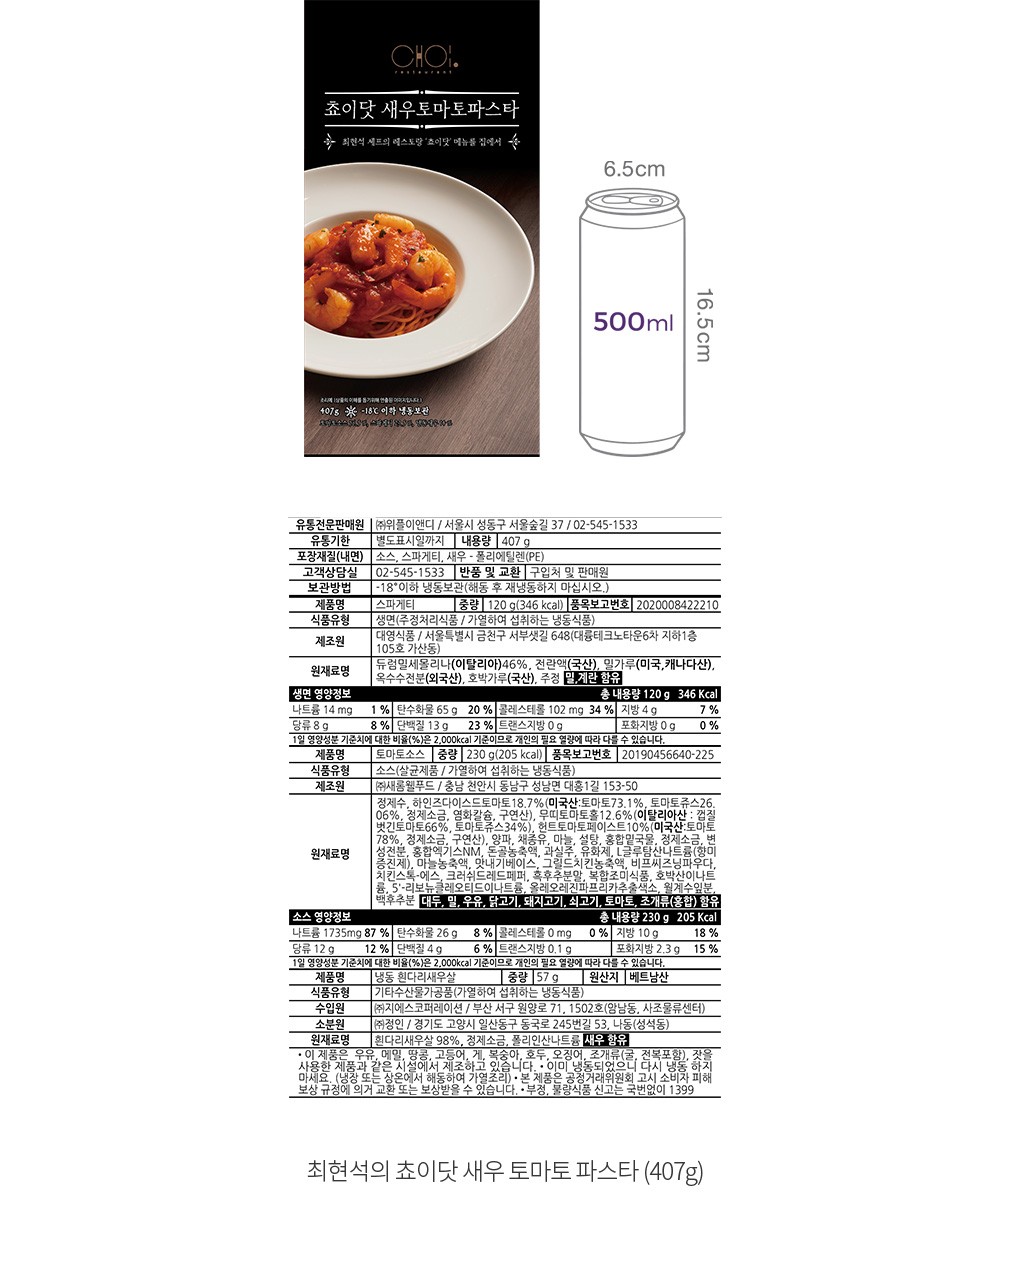 CHOi.
restaurant
쵸이닷 새우토마토파스타
최현석 셰프의 레스토랑 '쵸이닷' 메뉴를 집에서
407g -18℃ 이하 냉동보관
6.5cm
500ml
16.5cm
유통전문판매원 ㈜위플이앤디 / 서울시 성동구 서울숲길 37 / 02-545-1533
유통기한 별도표시일까지 내용량 407 g
포장재질(내면) 소스, 스파게티, 새우 - 폴리에틸렌(PE)
고객상담실 02-545-1533 반품 및 교환 구입처 및 판매원
보관방법 -18°이하 냉동보관(해동 후 재냉동하지 마십시오.)
제품명 스파게티 중량 120 g(346 kcal) 품목보고번호 2020008422210
식품유형 생면(주정처리식품 / 가열하여 섭취하는 냉동식품)
제조원 대영식품 / 서울특별시 금천구 서부샛길 648(대륭테크노타운6차 지하1층
105호 가산동)
원재료명 듀럼밀세몰리나(이탈리아)46%, 전란액(국산), 밀가루(미국,캐나다산),
옥수수전분(외국산), 호박가루(국산), 주정 밀,계란 함유
생면 영양정보 총 내용량 120 g 346 Kcal
나트륨 14 mg 1 % 탄수화물 65 g 20 % 콜레스테롤 102 mg 34 % 지방 4 g 7 %
당류 8 g 8 % 단백질 13 g 23 % 트랜스지방 0 g 포화지방 0 g 0 %
1일 영양성분 기준치에 대한 비율(%)은 2,000kcal 기준이므로 개인의 필요 열량에 따라 다를 수 있습니다.
제품명 토마토소스 중량 230 g(205 kcal) 품목보고번호 20190456640-225
식품유형 소스(살균제품 / 가열하여 섭취하는 냉동식품)
제조원 ㈜새롬웰푸드 / 충남 천안시 동남구 성남면 대흥1길 153-50
원재료명 정제수, 하인즈다이스드토마토18.7%(미국산:토마토73.1%, 토마토쥬스26.
06%, 정제소금, 염화칼슘, 구연산), 무띠토마토홀12.6%(이탈리아산 : 껍질
벗긴토마토66%, 토마토쥬스34%), 헌트토마토페이스트10%(미국산:토마토
78%, 정제소금, 구연산), 양파, 채종유, 마늘, 설탕, 혼합밑국물, 정제소금, 변
성전분, 혼합엑기스NM, 돈골농축액, 과실주, 유화제, L글루탐산나트륨(향미
증진제), 마늘농축액, 맛내기베이스, 그릴드치킨농축액, 비프씨즈닝파우다,
치킨스톡-에스, 크러쉬드레드페퍼, 흑후추분말, 복합조미식품, 호박산이나트
륨, 5'-리보뉴클레오티드이나트륨, 올레오레진파프리카추출색소, 월계수잎분,
백후추분 대두, 밀, 우유, 닭고기, 돼지고기, 쇠고기, 토마토, 조개류(홍합) 함유
소스 영양정보 총 내용량 230 g 205 Kcal
나트륨 1735mg 87 % 탄수화물 26 g 8 % 콜레스테롤 0 mg 0 % 지방 10 g 18 %
당류 12 g 12 % 단백질 4 g 6 % 트랜스지방 0.1 g 포화지방 2.3 g 15 %
1일 영양성분 기준치에 대한 비율(%)은 2,000kcal 기준이므로 개인의 필요 열량에 따라 다를 수 있습니다.
제품명 냉동 흰다리새우살 중량 57 g 원산지 베트남산
식품유형 기타수산물가공품(가열하여 섭취하는 냉동식품)
수입원 ㈜지에스코퍼레이션 / 부산 서구 원양로 71, 1502호(암남동, 사조물류센터)
소분원 ㈜정인 / 경기도 고양시 일산동구 동국로 245번길 53, 나동(성석동)
원재료명 흰다리새우살 98%, 정제소금, 폴리인산나트륨 새우 함유
• 이 제품은 우유, 메밀, 땅콩, 고등어, 게, 복숭아, 호두, 오징어, 조개류(굴, 전복포함), 잣을
사용한 제품과 같은 시설에서 제조하고 있습니다. • 이미 냉동되었으니 다시 냉동 하지
마세요. (냉장 또는 상온에서 해동하여 가열조리) • 본 제품은 공정거래위원회 고시 소비자 피해
보상 규정에 의거 교환 또는 보상받을 수 있습니다. • 부정, 불량식품 신고는 국번없이 1399
최현석의 쵸이닷 새우 토마토 파스타 (407g)